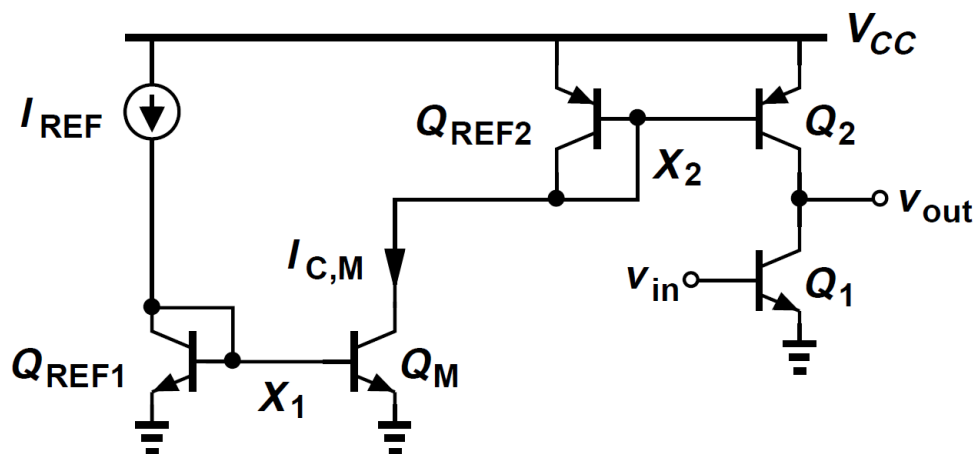 V_CC
I_REF
Q_REF2
Q_2
X_2
v_out
I_C,M
v_in
Q_1
Q_REF1
X_1
Q_M